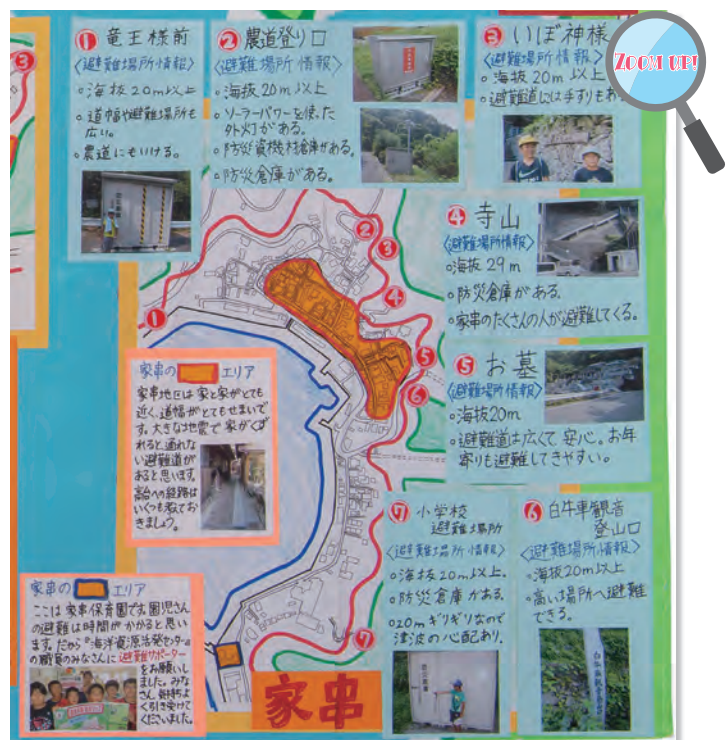 ① 竜王様前
〈避難場所情報〉
○海抜20m以上
○道幅や避難場所も
広い。
○農道にもいける。
② 農道登り口
〈避難場所情報〉
○海抜20m以上
○ソーラーパワーを使った
外灯がある。
○防災資機材倉庫がある。
○防災倉庫がある。
③ いぼ神様
〈避難場所情報〉
○海抜20m以上
○避難道には手すりもあ
ZOOM UP!
④ 寺山
〈避難場所情報〉
○海抜29m
○防災倉庫がある。
○家串のたくさんの人が避難してくる。
⑤ お墓
〈避難場所情報〉
○海抜20m
○避難道は広くて安心。お年
寄りも避難してきやすい。
⑥ 白牛車観音
登山口
〈避難場所情報〉
○海抜20m以上
○高い場所へ避難
できる。
⑦ 小学校
避難場所
〈避難場所情報〉
○海抜20m以上。
○防災倉庫がある。
○20mギリギリなので
津波の心配あり。
家串の エリア
家串地区は家と家がとても
近く、道幅がとてもせまいで
す。大きな地震で家がくず
れると、通れな
い避難道が
あると思います。
高台への経路は
いくつも考えてお
きましょう。
家串の エリア
ここは家串保育園です。園児さん
の避難は時間がかかると思い
ます。だから「海洋資源活発センター」
の職員のみなさんに避難サポーター
をお願いし
ました。みな
さん、気持ちよ
く引き受けて
くださいました。
家串
③
②
③
④
①
⑤
⑥
⑦
防災倉庫
防災倉庫